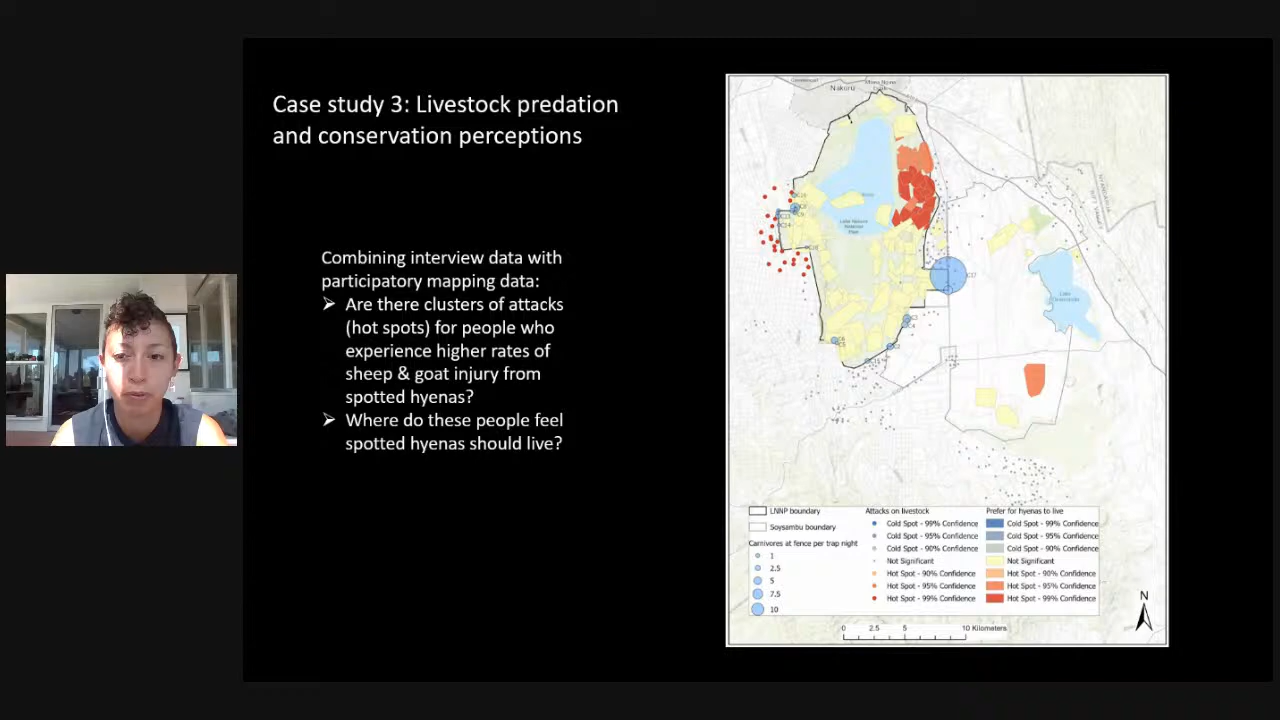 Case study 3: Livestock predation
and conservation perceptions
Combining interview data with
participatory mapping data:
➢ Are there clusters of attacks
(hot spots) for people who
experience higher rates of
sheep & goat injury from
spotted hyenas?
➢ Where do these people feel
spotted hyenas should live?
Nakuru
Lake Nakuru
National
Park
Lake
C17
LNNP boundary
Soysambu boundary
Carnivores at fence per trap night
1
2.5
5
7.5
10
Attacks on livestock
Cold Spot - 99% Confidence
Cold Spot - 95% Confidence
Cold Spot - 90% Confidence
Not Significant
Hot Spot - 90% Confidence
Hot Spot - 95% Confidence
Hot Spot - 99% Confidence
Prefer for hyenas to live
Cold Spot - 99% Confidence
Cold Spot - 95% Confidence
Cold Spot - 90% Confidence
Not Significant
Hot Spot - 90% Confidence
Hot Spot - 95% Confidence
Hot Spot - 99% Confidence
N
0 2.5 5 10 Kilometers